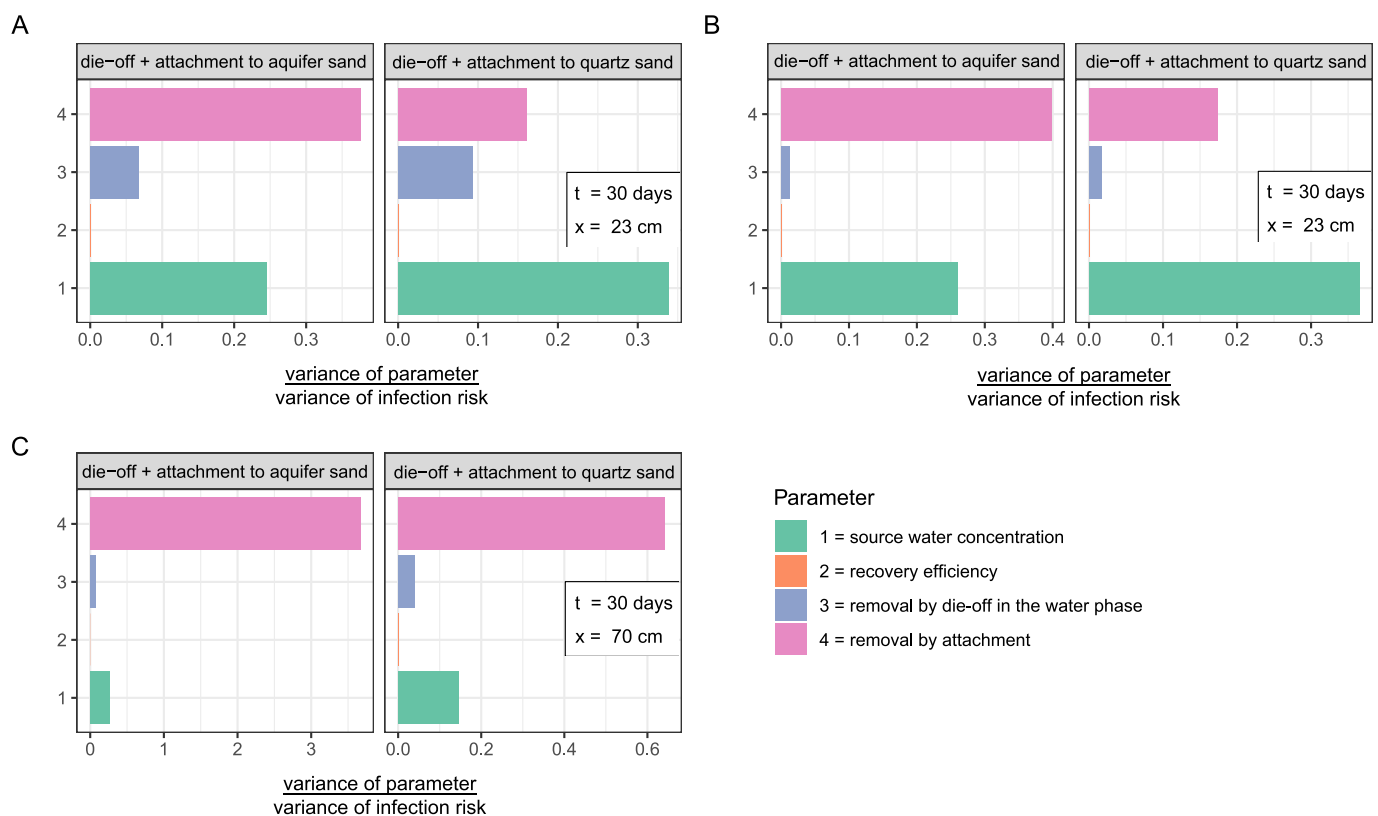 A
die−off + attachment to aquifer sand
die−off + attachment to quartz sand
4
3
2
1
t = 30 days
x = 23 cm
0.0 0.1 0.2 0.3
0.0 0.1 0.2 0.3
variance of parameter
variance of infection risk
B
die−off + attachment to aquifer sand
die−off + attachment to quartz sand
4
3
2
1
t = 30 days
x = 23 cm
0.0 0.1 0.2 0.3 0.4
0.0 0.1 0.2 0.3
variance of parameter
variance of infection risk
C
die−off + attachment to aquifer sand
die−off + attachment to quartz sand
4
3
2
1
t = 30 days
x = 70 cm
0 1 2 3
0.0 0.2 0.4 0.6
variance of parameter
variance of infection risk
Parameter
1 = source water concentration
2 = recovery efficiency
3 = removal by die-off in the water phase
4 = removal by attachment